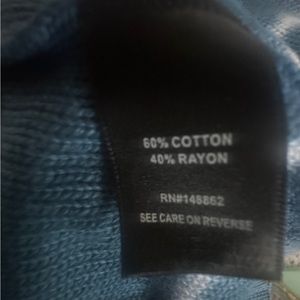 60% COTTON
40% RAYON
RN#148862
SEE CARE ON REVERSE